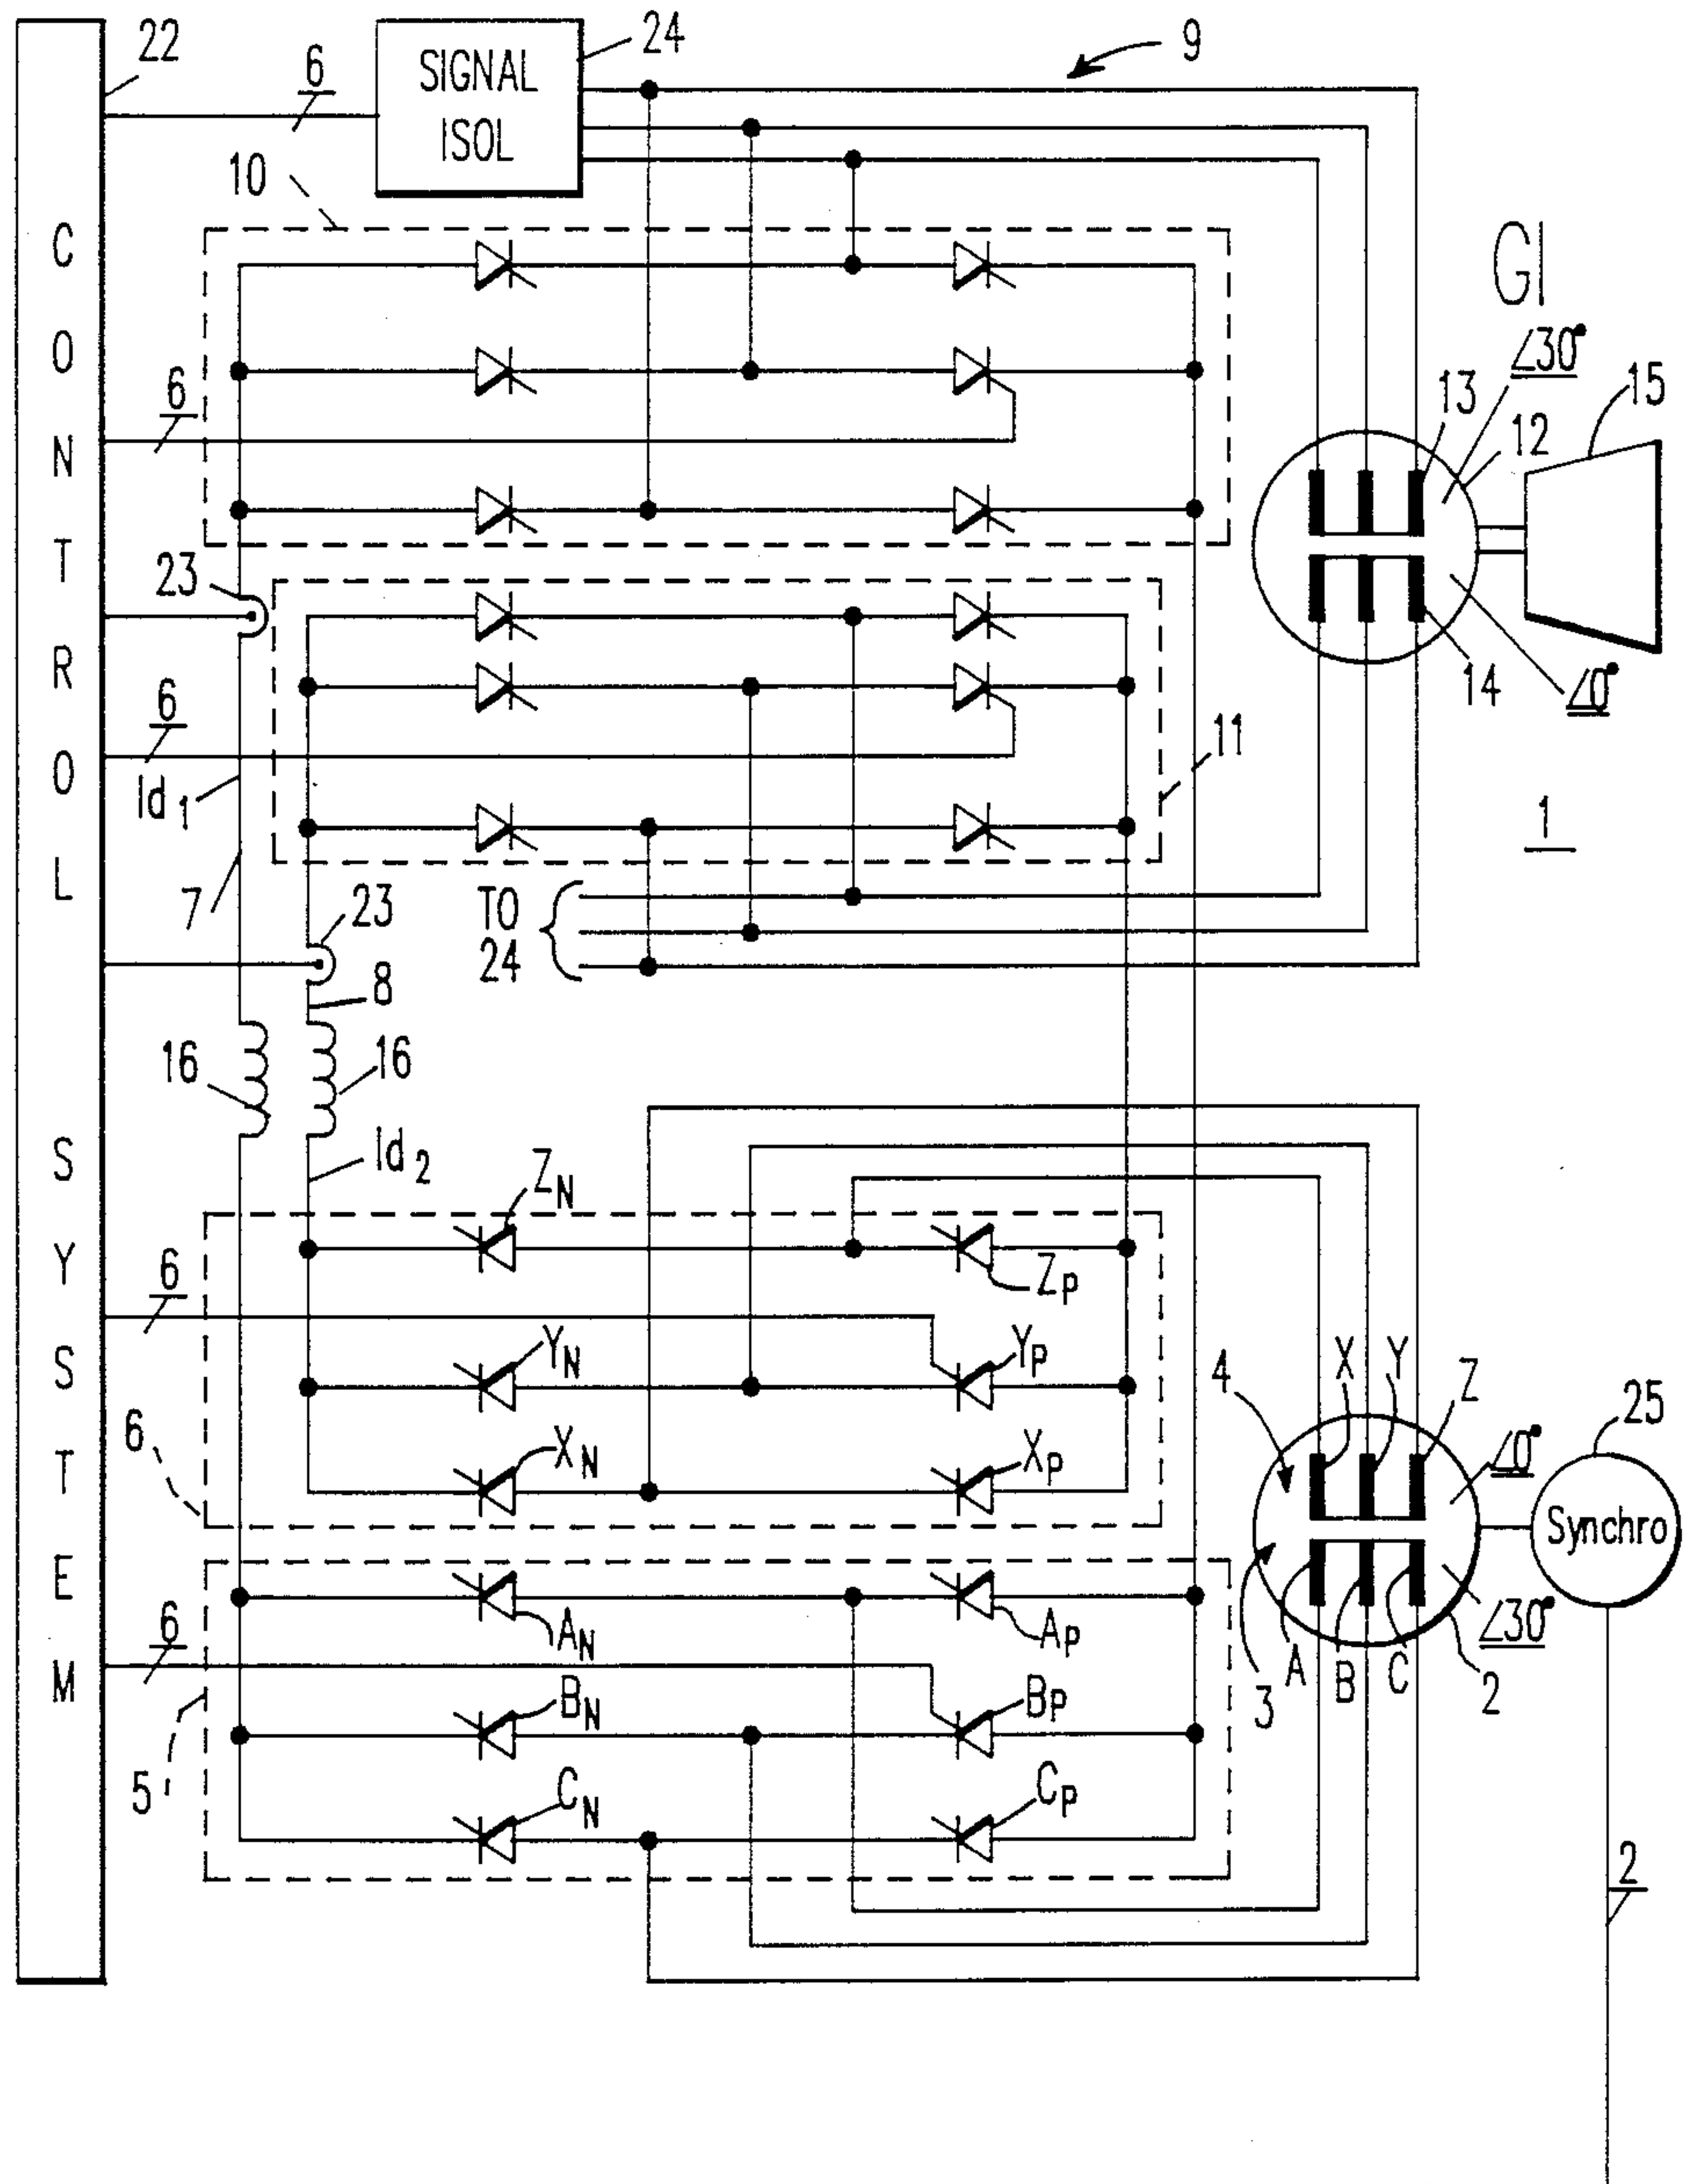 22
6
SIGNAL
ISOL
24
9
10
CONTROL SYSTEM
GI
∠30°
13
12
15
6
23
14
∠0°
6
Id1
11
1
7
23
TO
24
8
16
16
Id2
ZN
ZP
6
YN
YP
6
XN
XP
4
X
Y
Z
25
∠0°
Synchro
∠30°
AN
AP
6
3
A
B
C
2
BN
BP
5
CN
CP
2